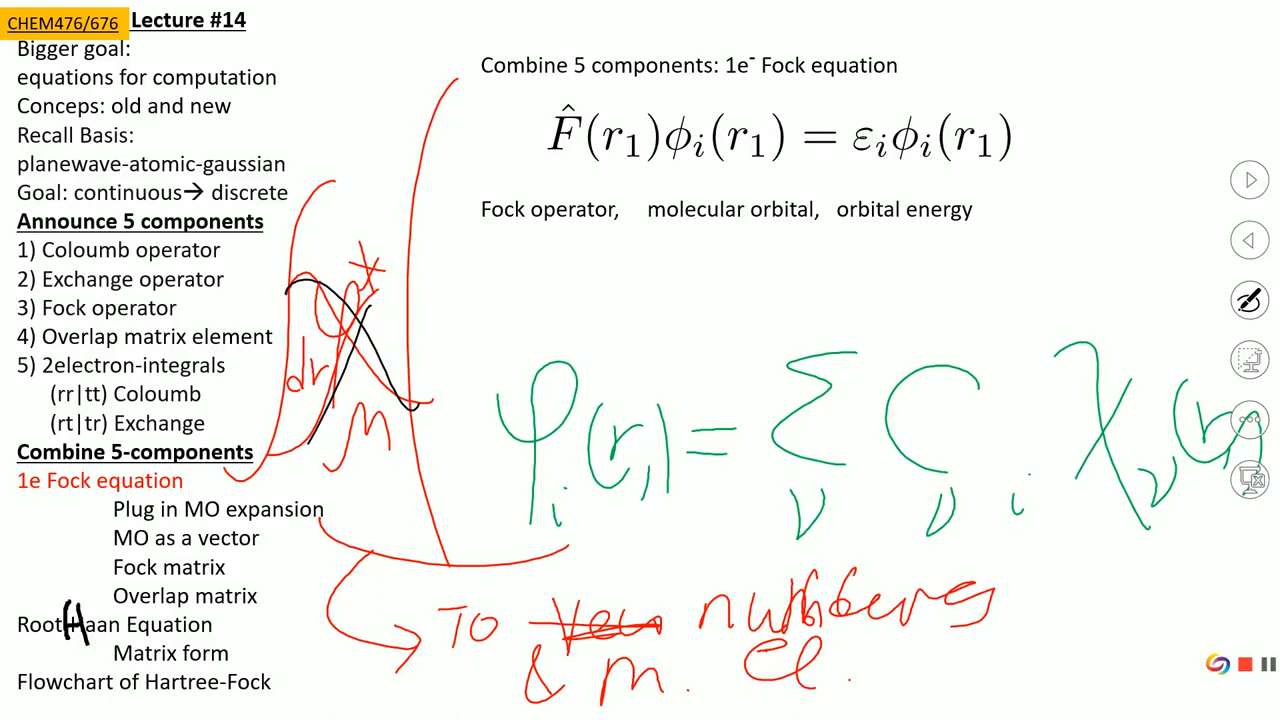 CHEM476/676 Lecture #14
Bigger goal:
equations for computation
Conceps: old and new
Recall Basis:
planewave-atomic-gaussian
Goal: continuous→ discrete
Announce 5 components
1) Coloumb operator
2) Exchange operator
3) Fock operator
4) Overlap matrix element
5) 2electron-integrals
(rr|tt) Coloumb
(rt|tr) Exchange
Combine 5-components
1e Fock equation
Plug in MO expansion
MO as a vector
Fock matrix
Overlap matrix
RootHaan Equation
Matrix form
Flowchart of Hartree-Fock
Combine 5 components: 1e⁻ Fock equation
F̂(r₁)ϕᵢ(r₁) = εᵢϕᵢ(r₁)
Fock operator, molecular orbital, orbital energy
dr
M
φᵢ(r₁) = Σ_ν C_νi χ_ν(r₁)
To numbers
& m. el.